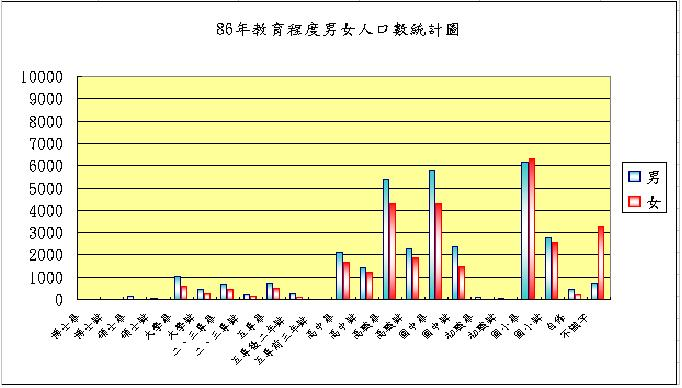 86年教育程度男女人口數統計圖
10000
9000
8000
7000
6000
5000
4000
3000
2000
1000
0
男
女
博士畢
博士肄
碩士畢
碩士肄
大學畢
大學肄
二、三專畢
二、三專肄
五專畢
五專後二年肄
五專前三年肄
高中畢
高中肄
高職畢
高職肄
國中畢
國中肄
初職畢
初職肄
國小畢
國小肄
自修
不識字